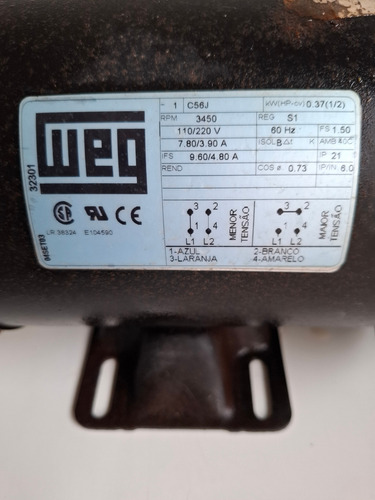 ~ 1 C56J kW(HP-cv) 0.37(1/2)
RPM 3450 REG S1
110/220 V 60 Hz FS 1.50
7.80/3.90 A ISOL B Δt K AMB 40C
IFS 9.60/4.80 A IP 21
REND COS ø 0.73 IP/IN 6.0
weg
32301
MSETB3
LR 38324 E104590
3 2
1 4
L1 L2
MENOR TENSÃO
3 2
1 4
L1 L2
MAIOR TENSÃO
1-AZUL 2-BRANCO
3-LARANJA 4-AMARELO